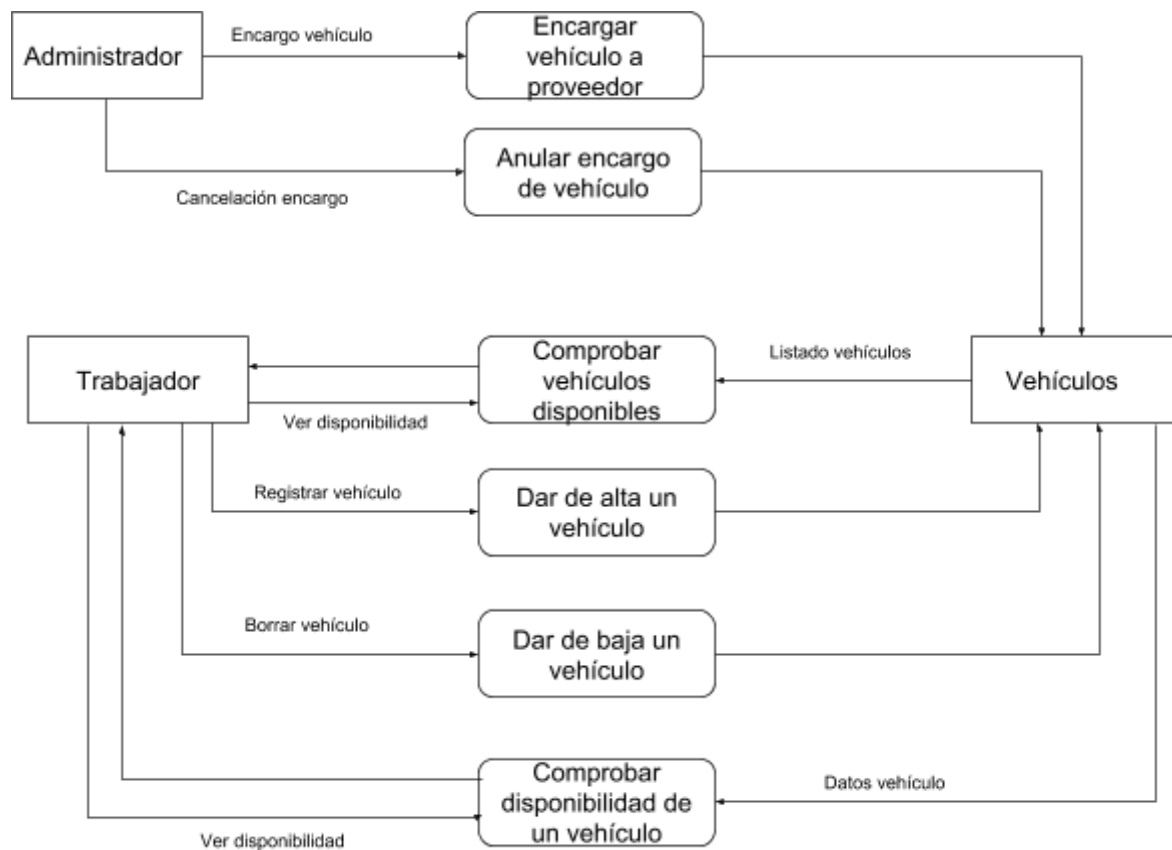 Administrador
Encargo vehículo
Encargar
vehículo a
proveedor
Anular encargo
de vehículo
Cancelación encargo
Trabajador
Comprobar
vehículos
disponibles
Listado vehículos
Vehículos
Ver disponibilidad
Registrar vehículo
Dar de alta un
vehículo
Borrar vehículo
Dar de baja un
vehículo
Comprobar
disponibilidad de
un vehículo
Datos vehículo
Ver disponibilidad